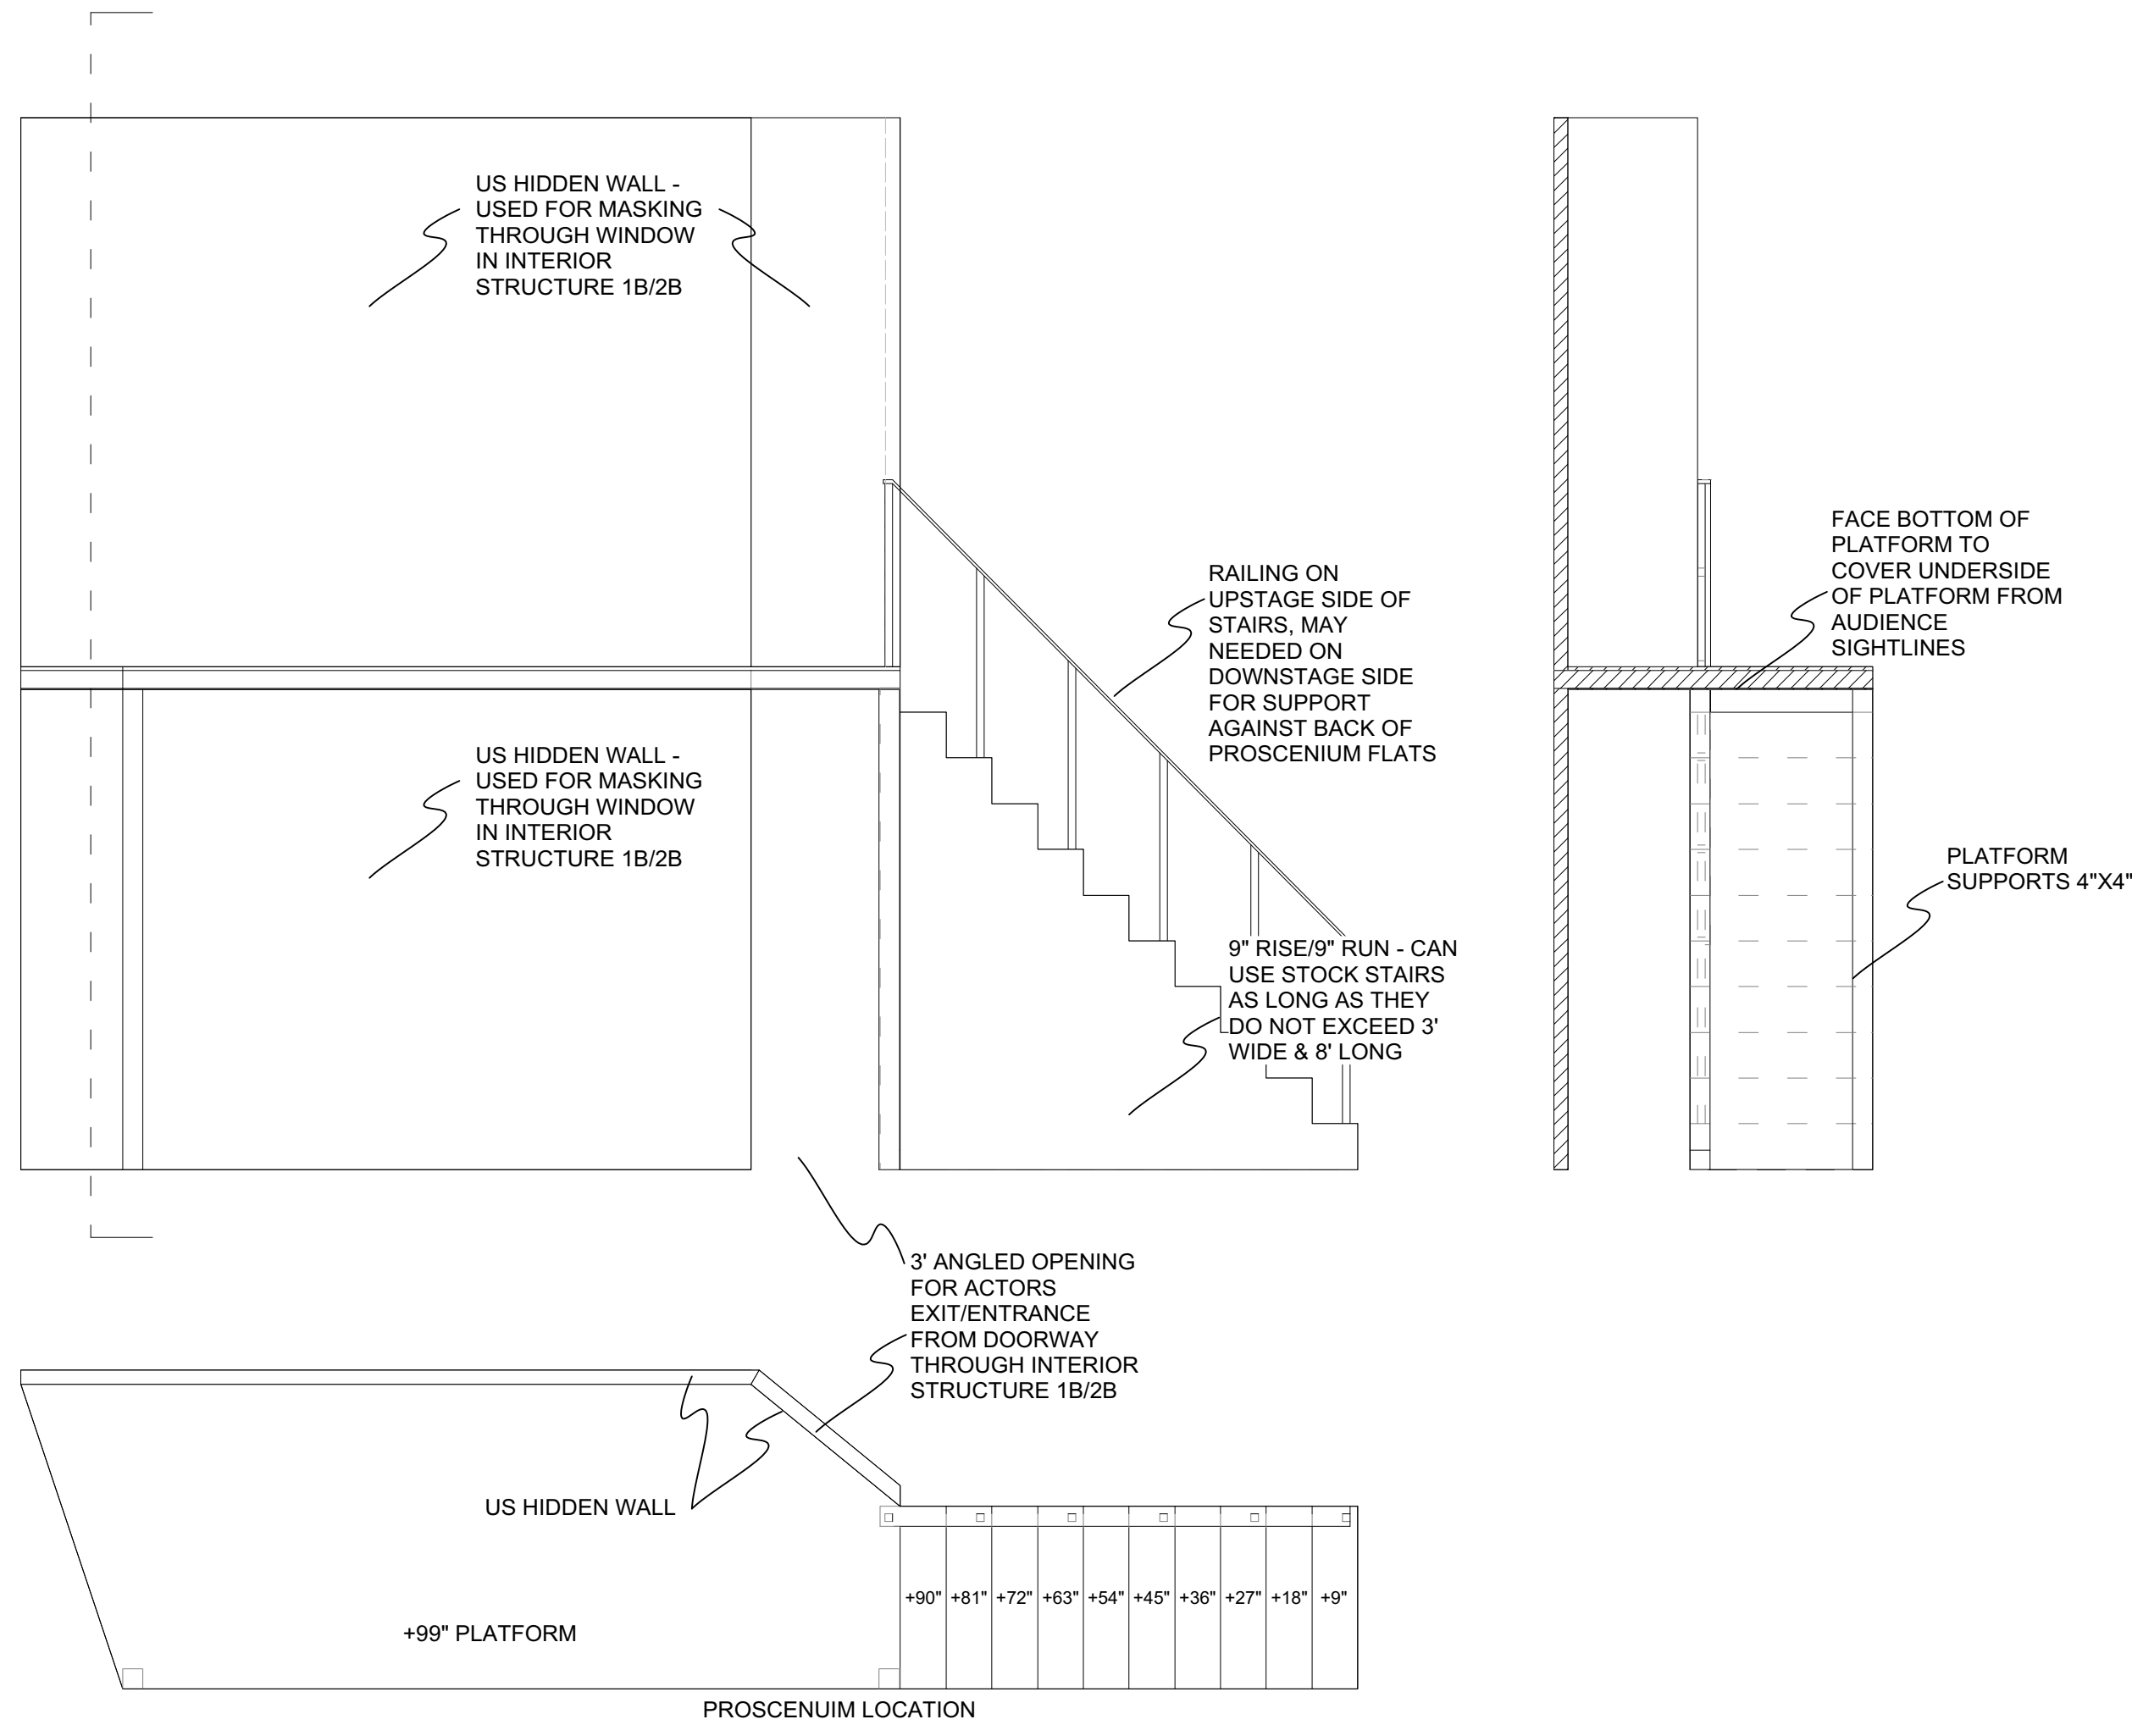 US HIDDEN WALL -
USED FOR MASKING
THROUGH WINDOW
IN INTERIOR
STRUCTURE 1B/2B
FACE BOTTOM OF
PLATFORM TO
COVER UNDERSIDE
OF PLATFORM FROM
AUDIENCE
SIGHTLINES
RAILING ON
UPSTAGE SIDE OF
STAIRS, MAY
NEEDED ON
DOWNSTAGE SIDE
FOR SUPPORT
AGAINST BACK OF
PROSCENIUM FLATS
US HIDDEN WALL -
USED FOR MASKING
THROUGH WINDOW
IN INTERIOR
STRUCTURE 1B/2B
PLATFORM
SUPPORTS 4"X4"
9" RISE/9" RUN - CAN
USE STOCK STAIRS
AS LONG AS THEY
DO NOT EXCEED 3'
WIDE & 8' LONG
3' ANGLED OPENING
FOR ACTORS
EXIT/ENTRANCE
FROM DOORWAY
THROUGH INTERIOR
STRUCTURE 1B/2B
US HIDDEN WALL
+90" +81" +72" +63" +54" +45" +36" +27" +18" +9"
+99" PLATFORM
PROSCENUIM LOCATION